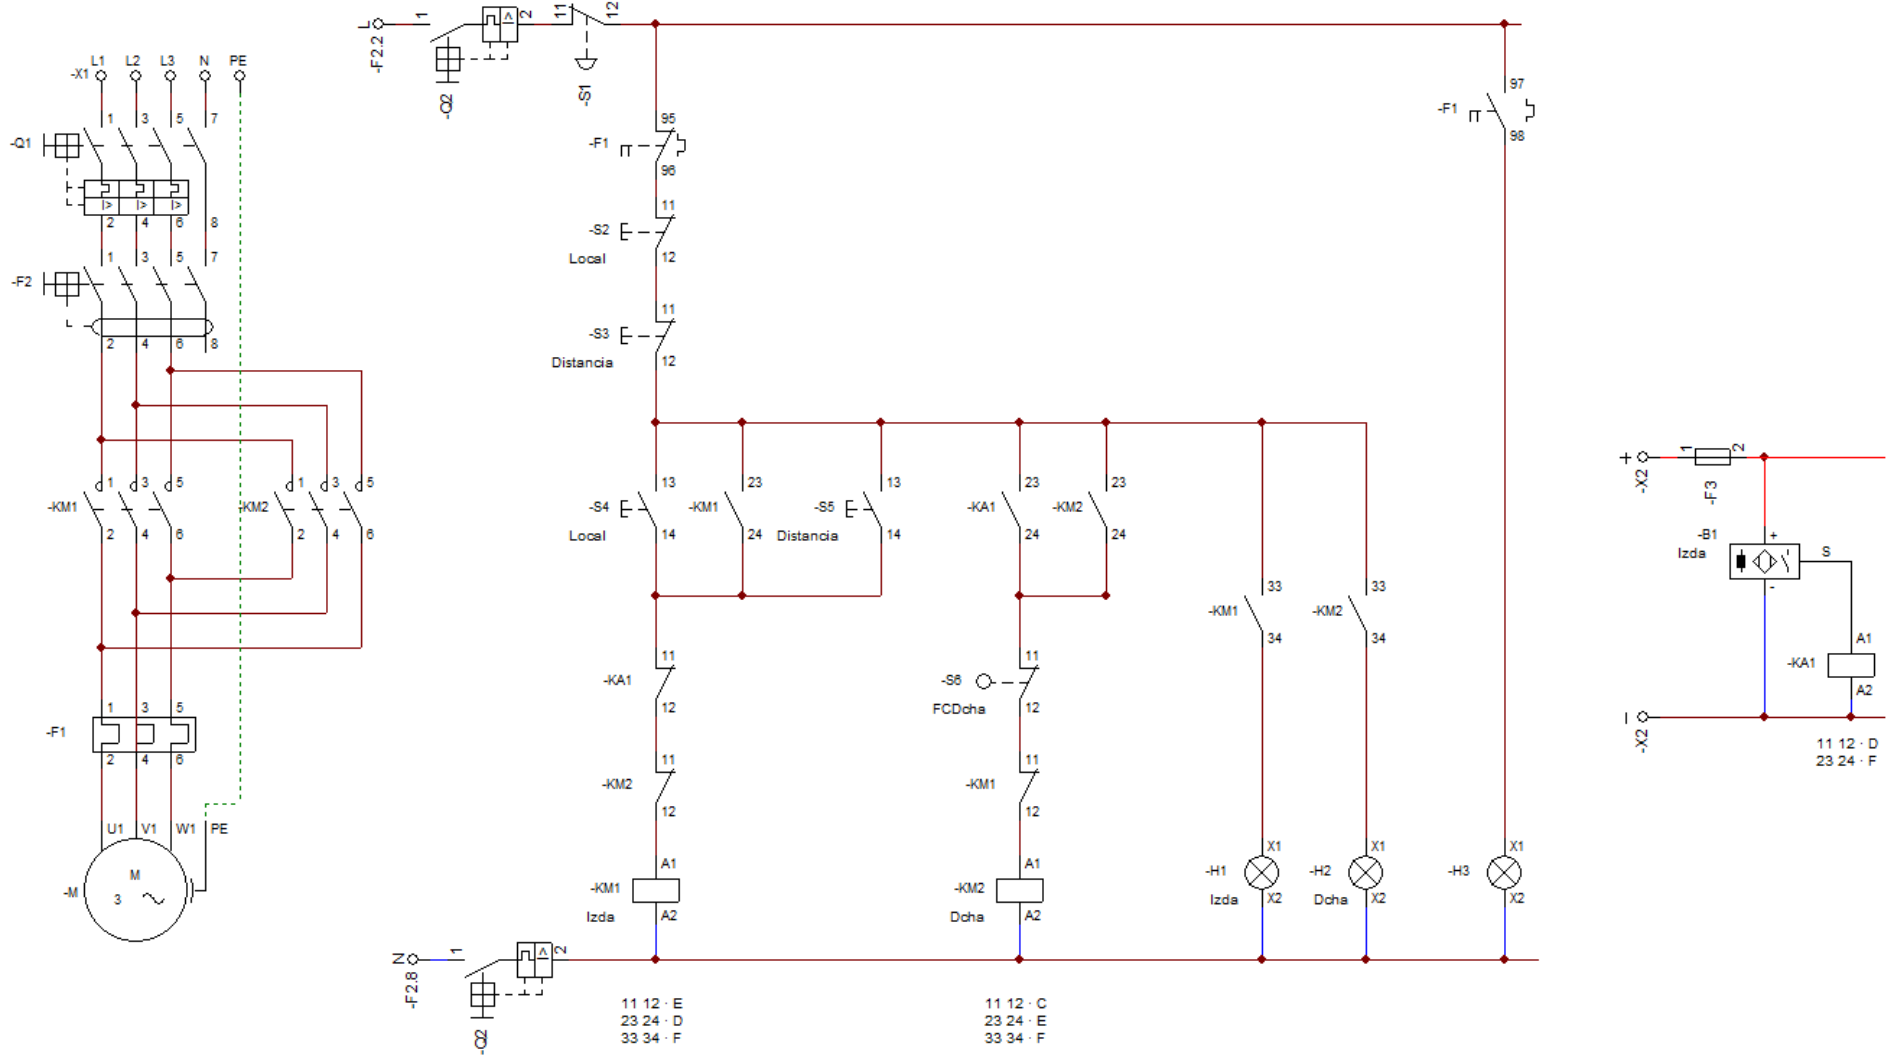 L1 L2 L3 N PE
-X1
1 3 5 7
-Q1
I> I> I>
2 4 6 8
1 3 5 7
-F2
2 4 6 8
1 3 5
-KM1
2 4 6
1 3 5
-KM2
2 4 6
1 3 5
-F1
2 4 6
U1 V1 W1 PE
M
3
-M
L
-F2.2
1 2
-Q2
11 12
-S1
95
-F1
96
11
-S2
Local
12
11
-S3
Distancia
12
13
-S4
Local
14
23
-KM1
24
13
-S5
Distancia
14
23
-KA1
24
23
-KM2
24
11
-KA1
12
11
-KM2
12
A1
-KM1
Izda
A2
11
-S6
FCDcha
12
11
-KM1
12
A1
-KM2
Dcha
A2
33
-KM1
34
33
-KM2
34
X1
-H1
Izda
X2
X1
-H2
Dcha
X2
97
-F1
98
X1
-H3
X2
N
-F2.8
1 2
-Q2
11 12 · E
23 24 · D
33 34 · F
11 12 · C
23 24 · E
33 34 · F
+
-X2
1 2
-F3
-B1
Izda
+
S
-
A1
-KA1
A2
-X2
11 12 · D
23 24 · F